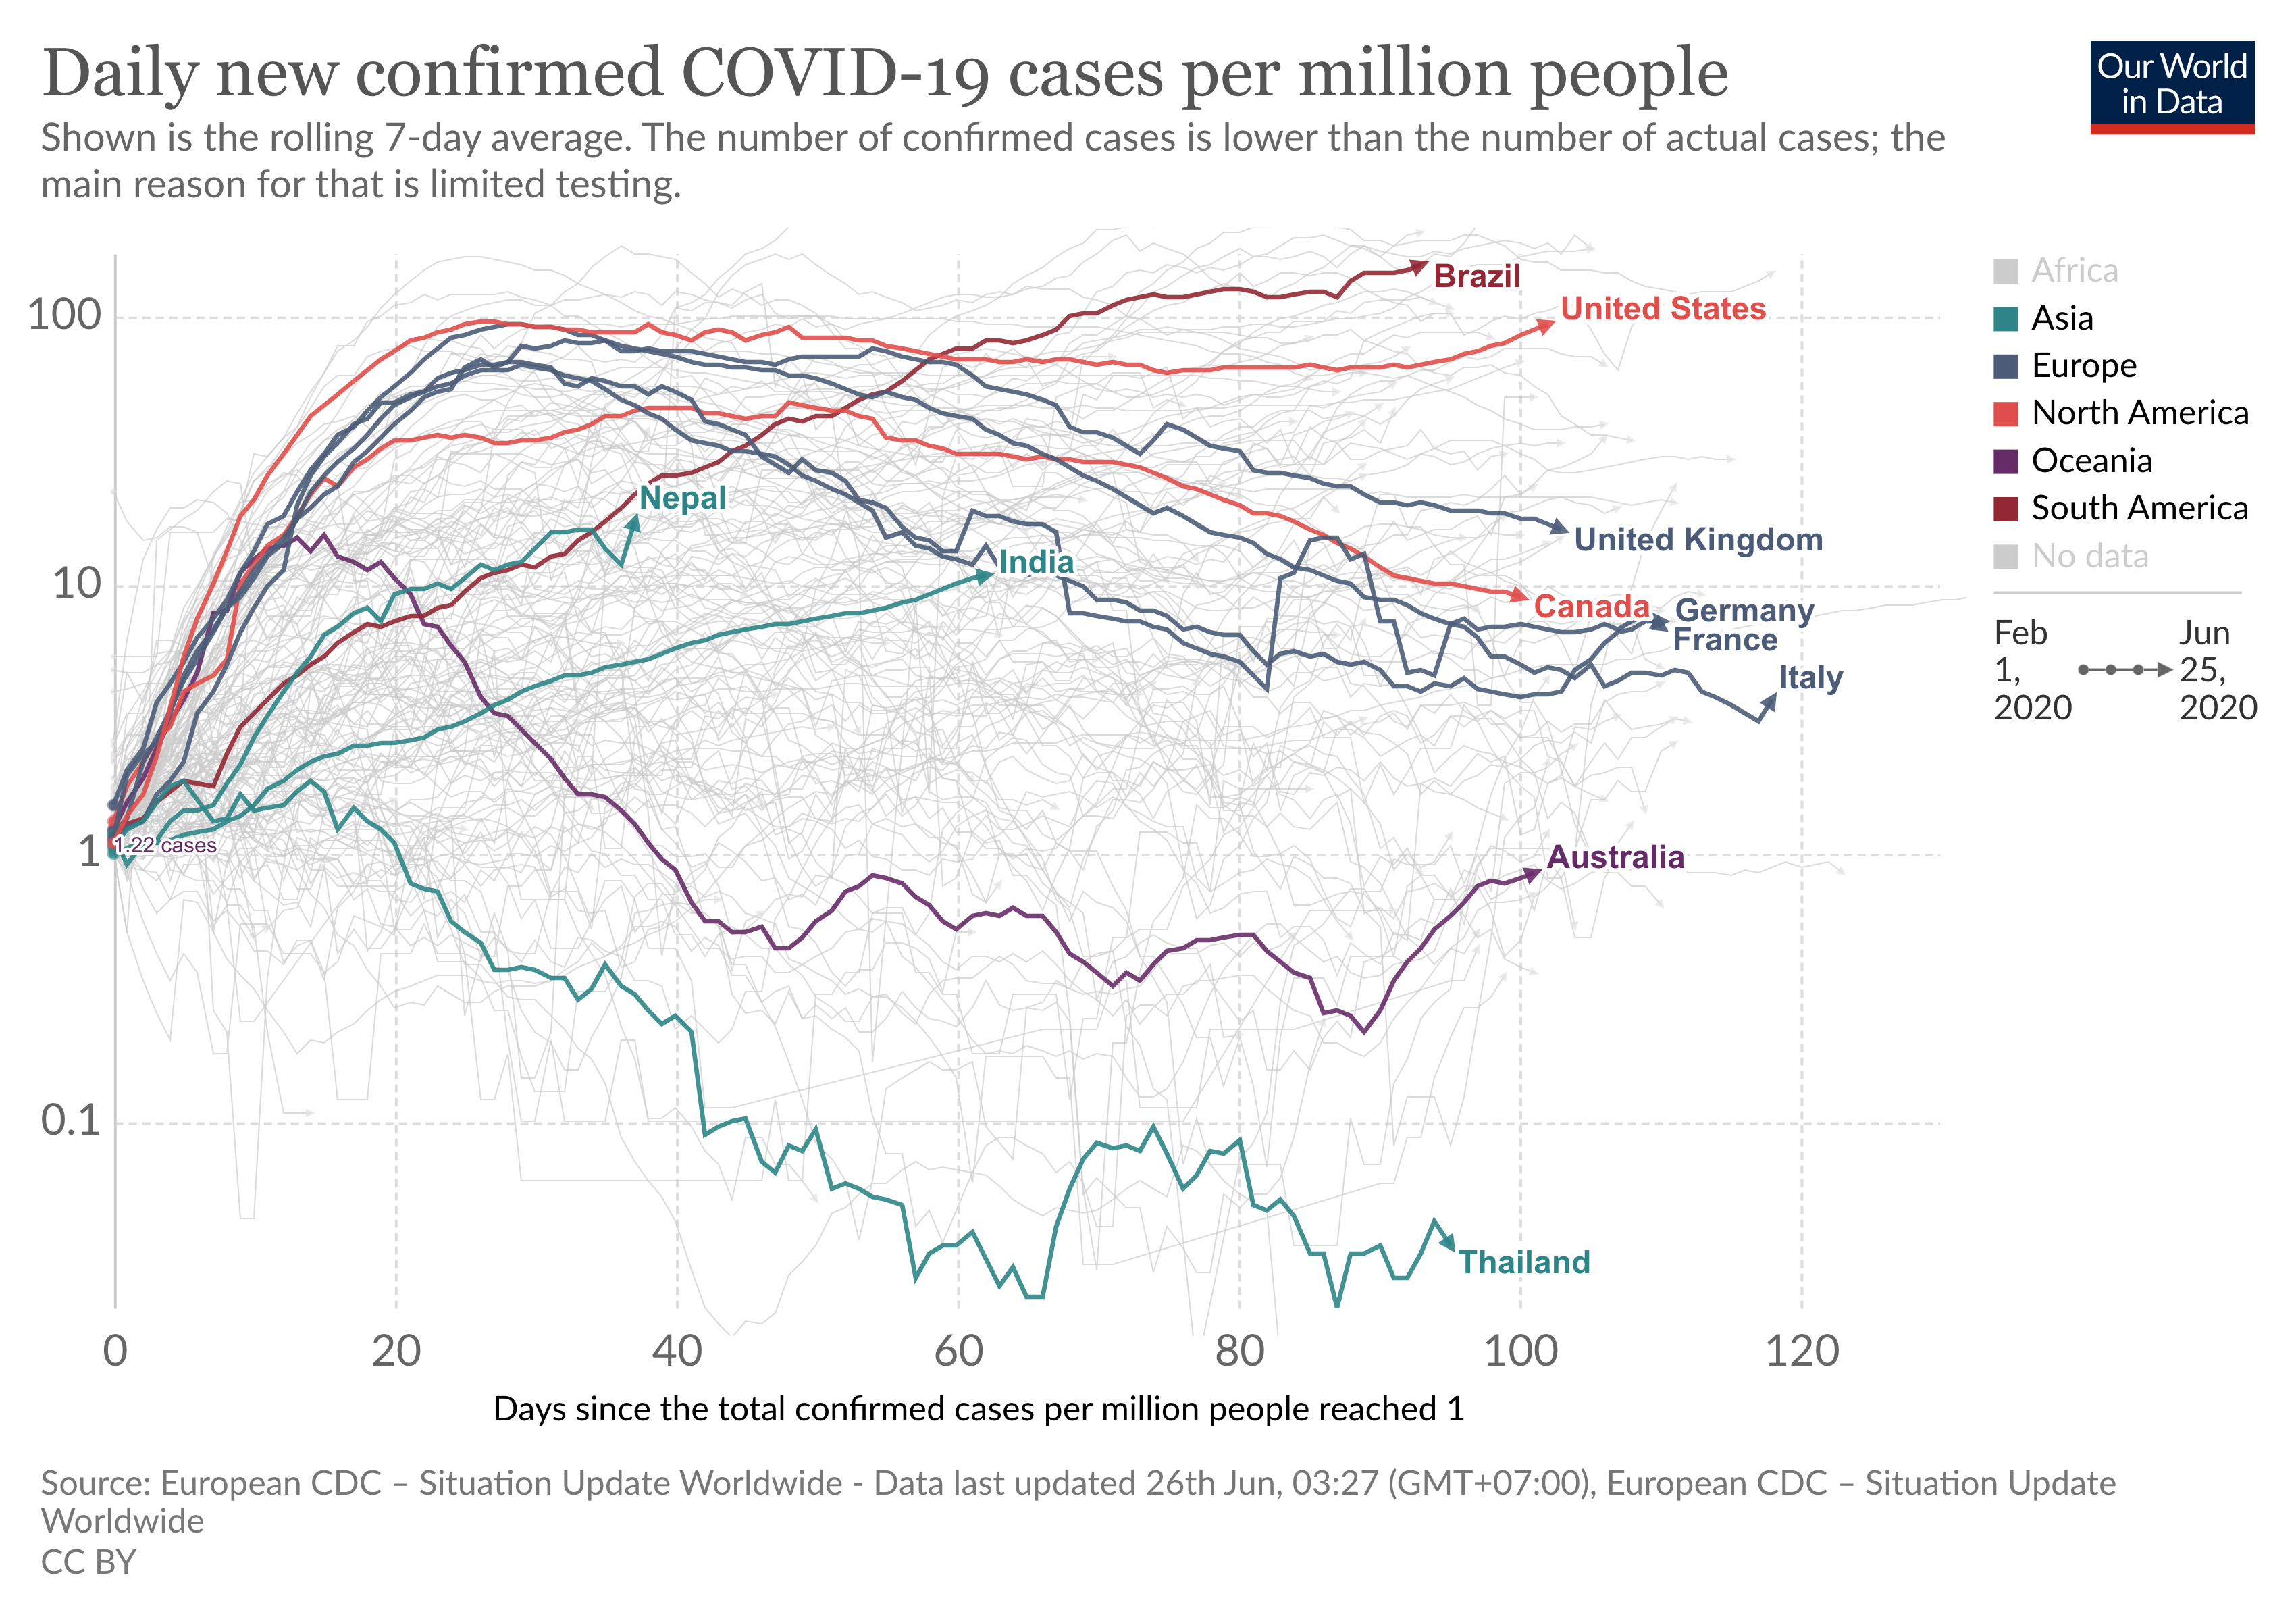 Daily new confirmed COVID-19 cases per million people
Our World
in Data
Shown is the rolling 7-day average. The number of confirmed cases is lower than the number of actual cases; the
main reason for that is limited testing.
100
10
1
0.1
Brazil
United States
Nepal
India
United Kingdom
Canada
Germany
France
Italy
1.22 cases
Australia
Thailand
Africa
Asia
Europe
North America
Oceania
South America
No data
Feb
1,
2020
Jun
25,
2020
0
20
40
60
80
100
120
Days since the total confirmed cases per million people reached 1
Source: European CDC – Situation Update Worldwide - Data last updated 26th Jun, 03:27 (GMT+07:00), European CDC – Situation Update
Worldwide
CC BY